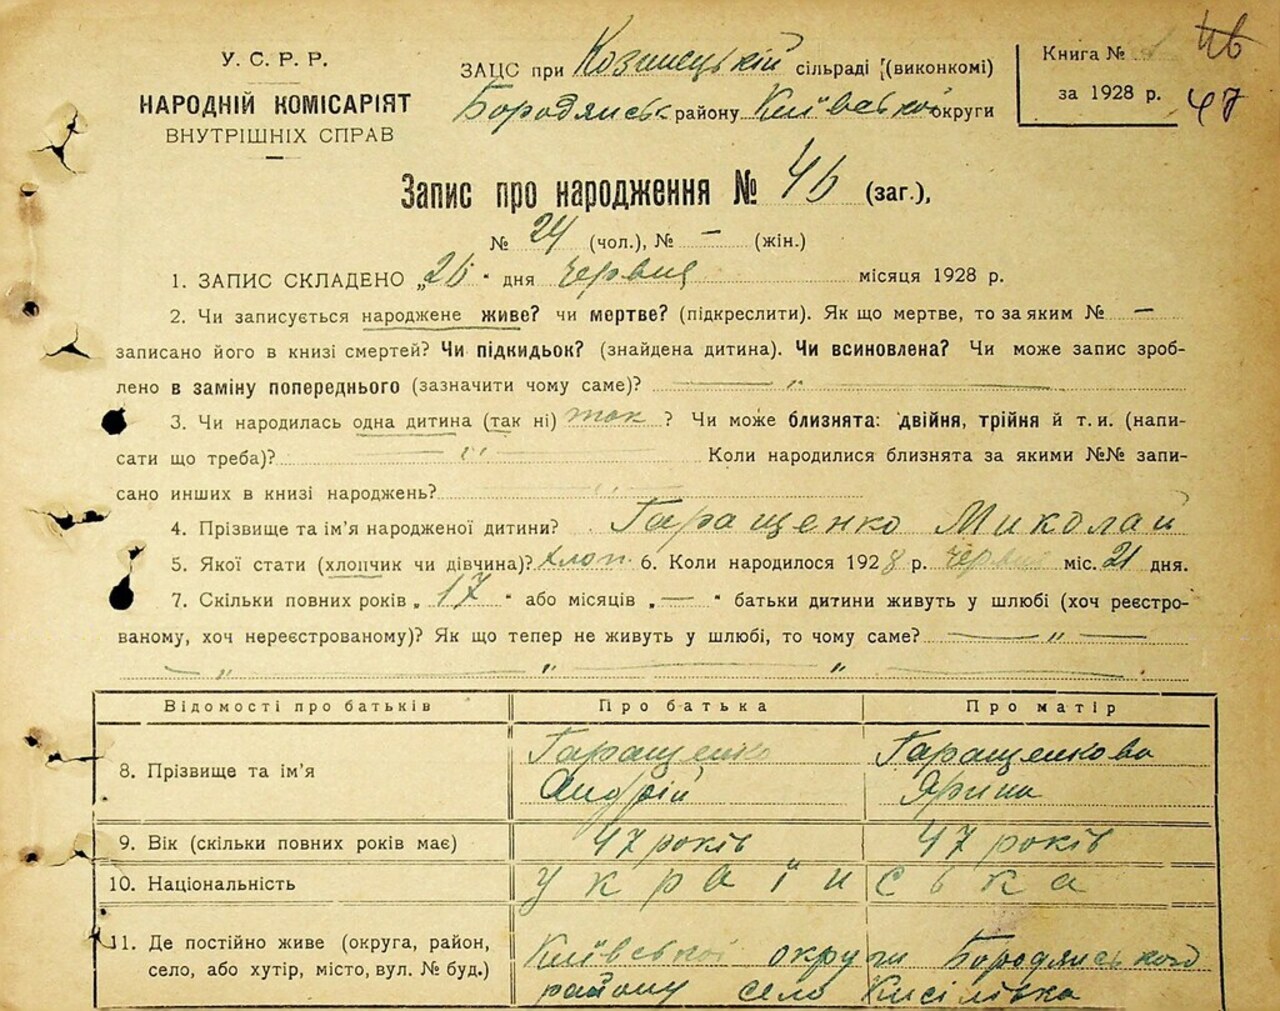 У. С. Р. Р.
НАРОДНІЙ КОМІСАРІЯТ
ВНУТРІШНІХ СПРАВ
ЗАЦС при Козинецькій сільраді (виконкомі)
Бородянськ району Київської округи
Книга №
за 1928 р.
46
47
Запис про народження № 46 (заг.),
№ 24 (чол.), № — (жін.)
1. ЗАПИС СКЛАДЕНО „26" дня червня місяця 1928 р.
2. Чи записується народжене живе? чи мертве? (підкреслити). Як що мертве, то за яким № —
записано його в книзі смертей? Чи підкидьок? (знайдена дитина). Чи всиновлена? Чи може запис зроб-
лено в заміну попереднього (зазначити чому саме)? — " —
3. Чи народилась одна дитина (так ні) так ? Чи може близнята: двійня, трійня й т. и. (напи-
сати що треба)? — " — Коли народилися близнята за якими №№ запи-
сано инших в книзі народжень?
4. Прізвище та ім'я народженої дитини? Гаращенко Миколай
5. Якої стати (хлопчик чи дівчина)? хлоп. 6. Коли народилося 1928 р. червня міс. 21 дня.
7. Скільки повних років „ 17 " або місяців „ — " батьки дитини живуть у шлюбі (хоч реєстро-
ваному, хоч нереєстрованому)? Як що тепер не живуть у шлюбі, то чому саме? — " —
— " — " — " —
Відомості про батьків Про батька Про матір
8. Прізвище та ім'я Гаращенко Андрій Гаращенкова Ярина
9. Вік (скільки повних років має) 47 років 47 років
10. Національність українська
11. Де постійно живе (округа, район, Київської округи Бородянського
село, або хутір, місто, вул. № буд.) району село Кисілівка